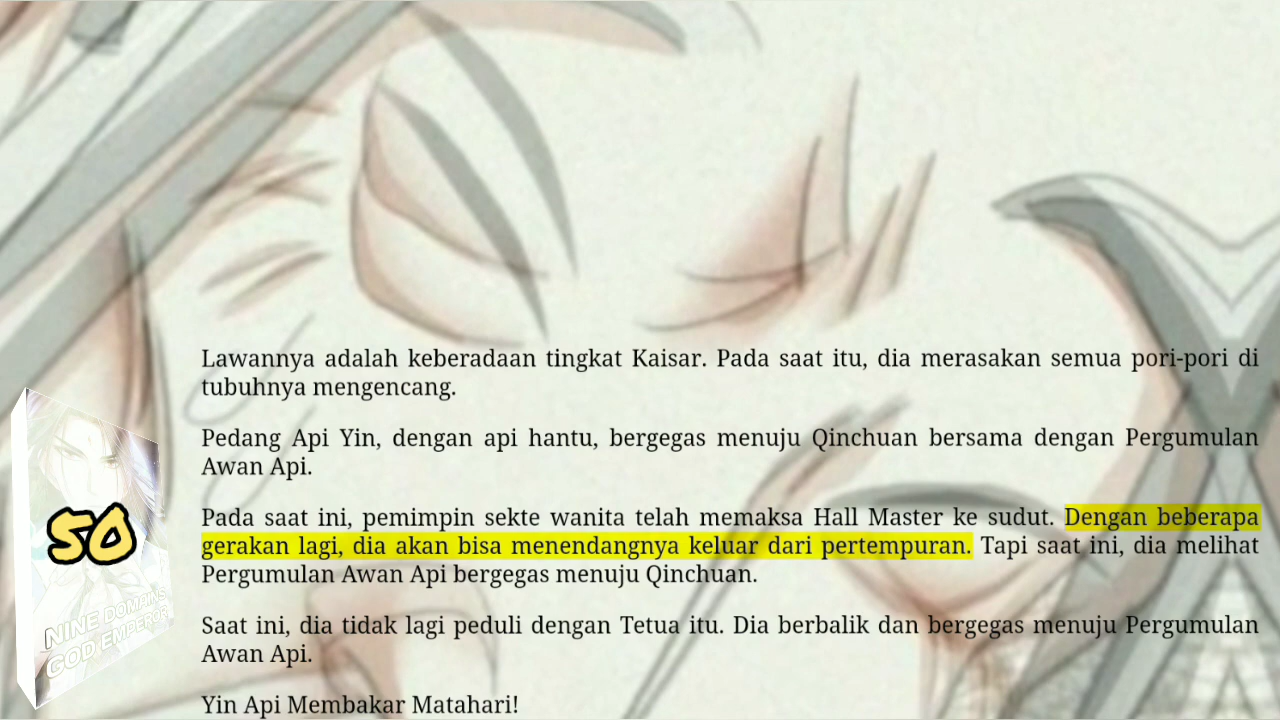 Lawannya adalah keberadaan tingkat Kaisar. Pada saat itu, dia merasakan semua pori-pori di
tubuhnya mengencang.
Pedang Api Yin, dengan api hantu, bergegas menuju Qinchuan bersama dengan Pergumulan
Awan Api.
Pada saat ini, pemimpin sekte wanita telah memaksa Hall Master ke sudut. Dengan beberapa
gerakan lagi, dia akan bisa menendangnya keluar dari pertempuran. Tapi saat ini, dia melihat
Pergumulan Awan Api bergegas menuju Qinchuan.
Saat ini, dia tidak lagi peduli dengan Tetua itu. Dia berbalik dan bergegas menuju Pergumulan
Awan Api.
Yin Api Membakar Matahari!
50
NINE DOMAINS
GOD EMPEROR